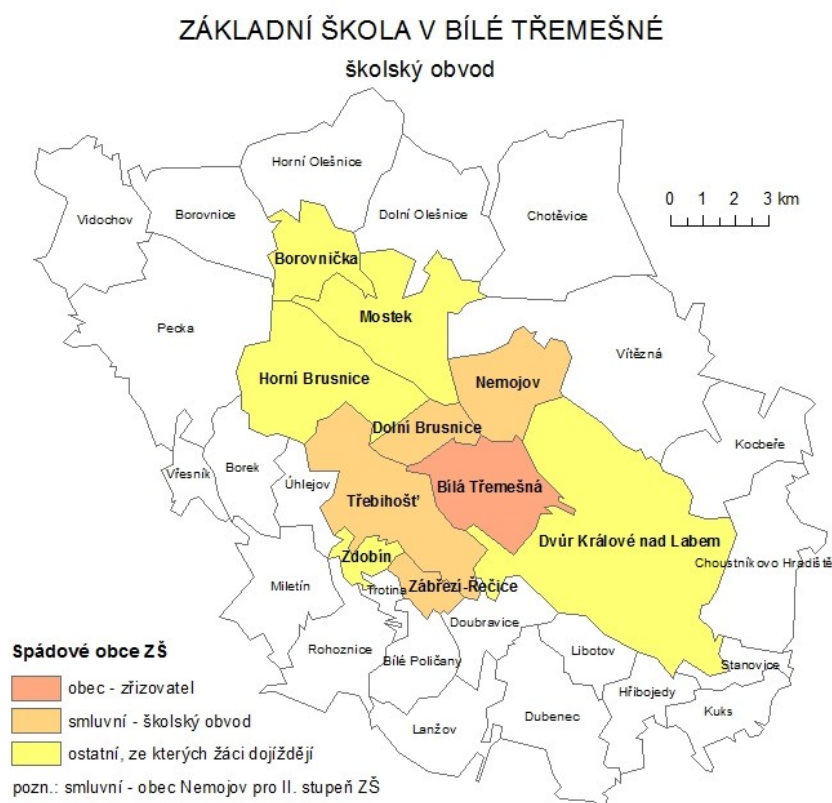 ZÁKLADNÍ ŠKOLA V BÍLÉ TŘEMEŠNÉ
školský obvod
Horní Olešnice
Vidochov
Borovnice
Dolní Olešnice
Chotěvice
0 1 2 3 km
Borovnička
Mostek
Pecka
Vítězná
Horní Brusnice
Nemojov
Dolní Brusnice
Kocbeře
Vřesník
Borek
Úhlejov
Třebihošť
Bílá Třemešná
Dvůr Králové nad Labem
Zdobín
Choustníkovo Hradiště
Miletín
Trotina
Zábřezí-Řečice
Doubravice
Rohoznice
Bílé Poličany
Libotov
Stanovice
Hřibojedy
Lanžov
Dubenec
Kuks
Spádové obce ZŠ
obec - zřizovatel
smluvní - školský obvod
ostatní, ze kterých žáci dojíždějí
pozn.: smluvní - obec Nemojov pro II. stupeň ZŠ